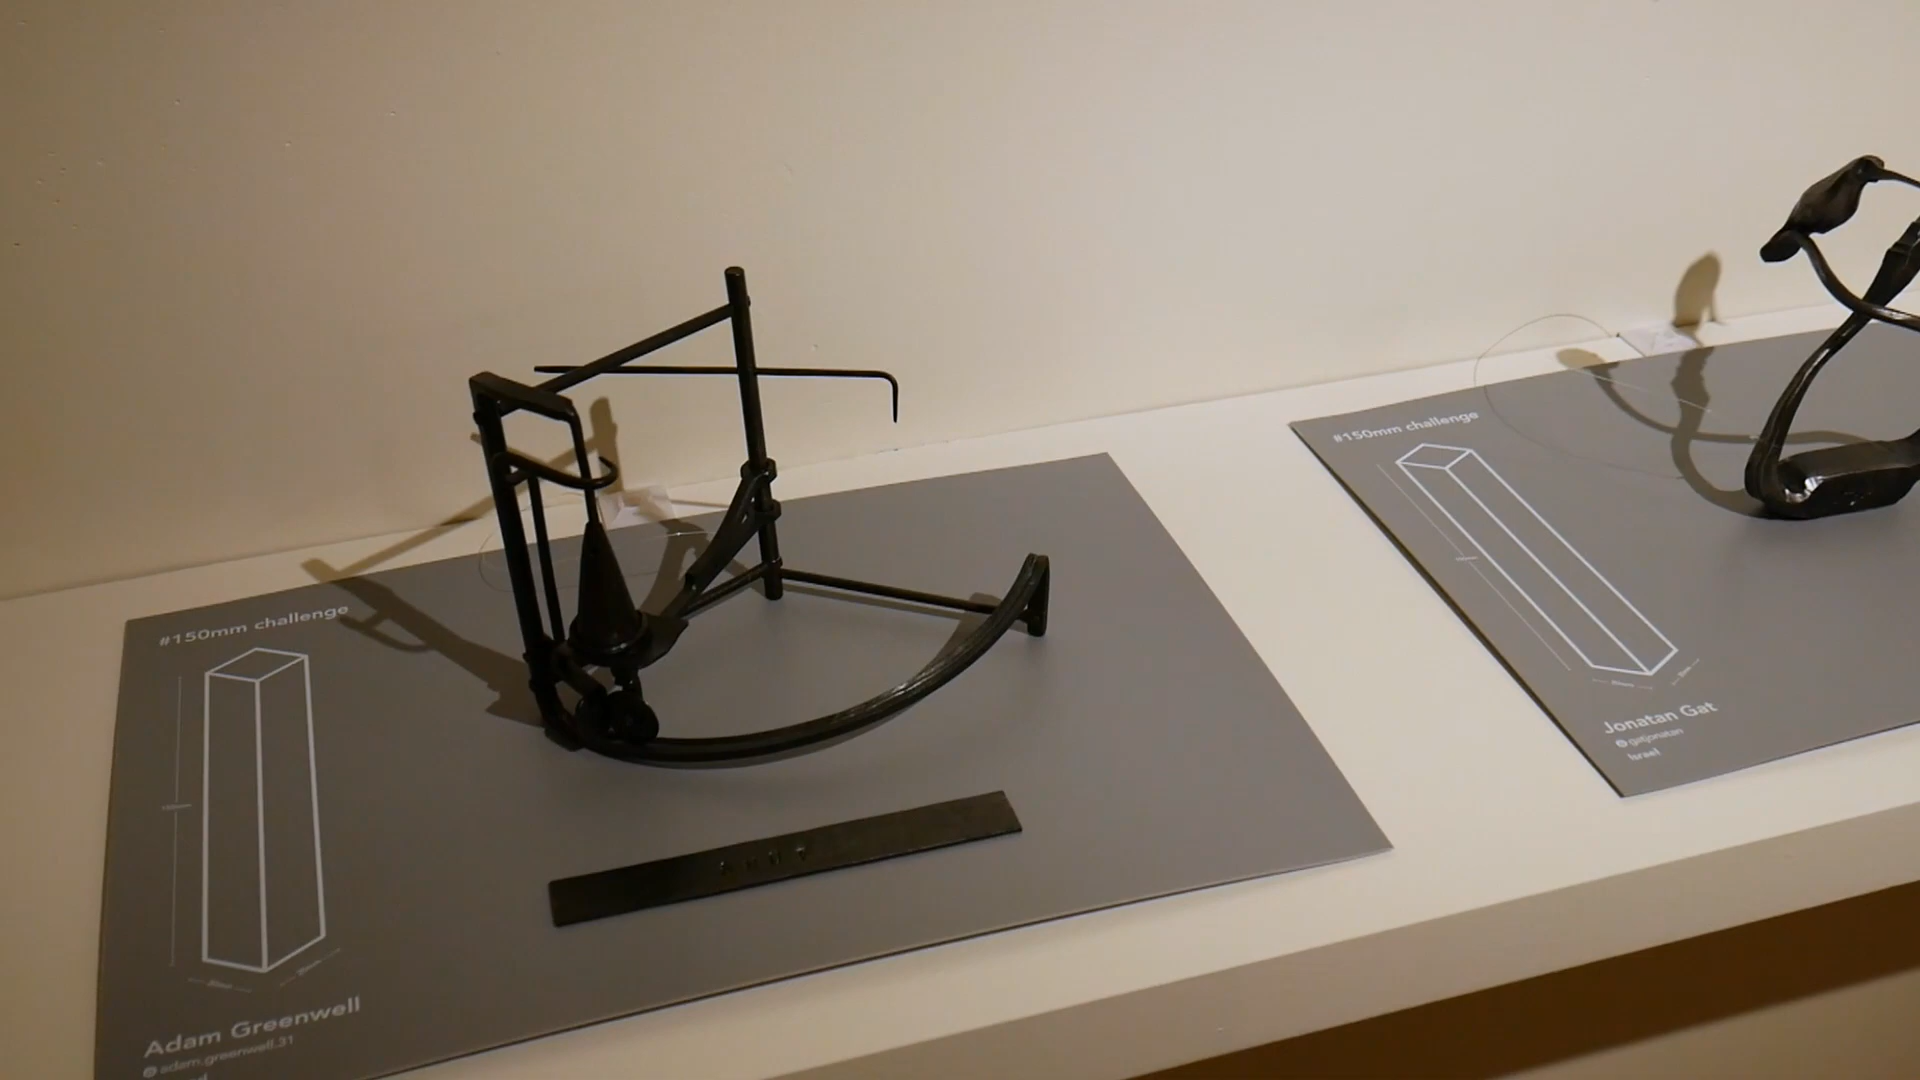 #150mm challenge
Adam Greenwell
adam.greenwell.31
#150mm challenge
Jonatan Gat
gatjonatan
Israel